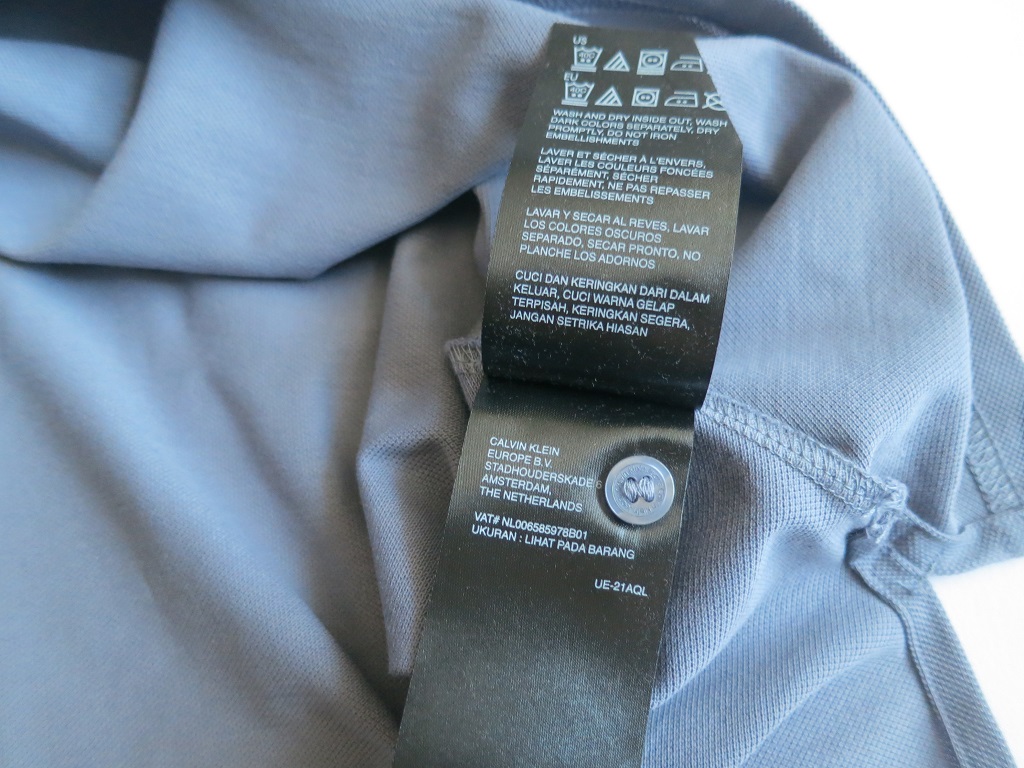 US
40C
EU
40C
WASH AND DRY INSIDE OUT, WASH
DARK COLORS SEPARATELY, DRY
PROMPTLY, DO NOT IRON
EMBELLISHMENTS
LAVER ET SÉCHER À L'ENVERS,
LAVER LES COULEURS FONCÉES
SÉPARÉMENT, SÉCHER
RAPIDEMENT, NE PAS REPASSER
LES EMBELISSEMENTS
LAVAR Y SECAR AL REVES, LAVAR
LOS COLORES OSCUROS
SEPARADO, SECAR PRONTO, NO
PLANCHE LOS ADORNOS
CUCI DAN KERINGKAN DARI DALAM
KELUAR, CUCI WARNA GELAP
TERPISAH, KERINGKAN SEGERA,
JANGAN SETRIKA HIASAN
CALVIN KLEIN
EUROPE B.V.
STADHOUDERSKADE 6
AMSTERDAM,
THE NETHERLANDS
VAT# NL006585978B01
UKURAN : LIHAT PADA BARANG
UE-21AQL